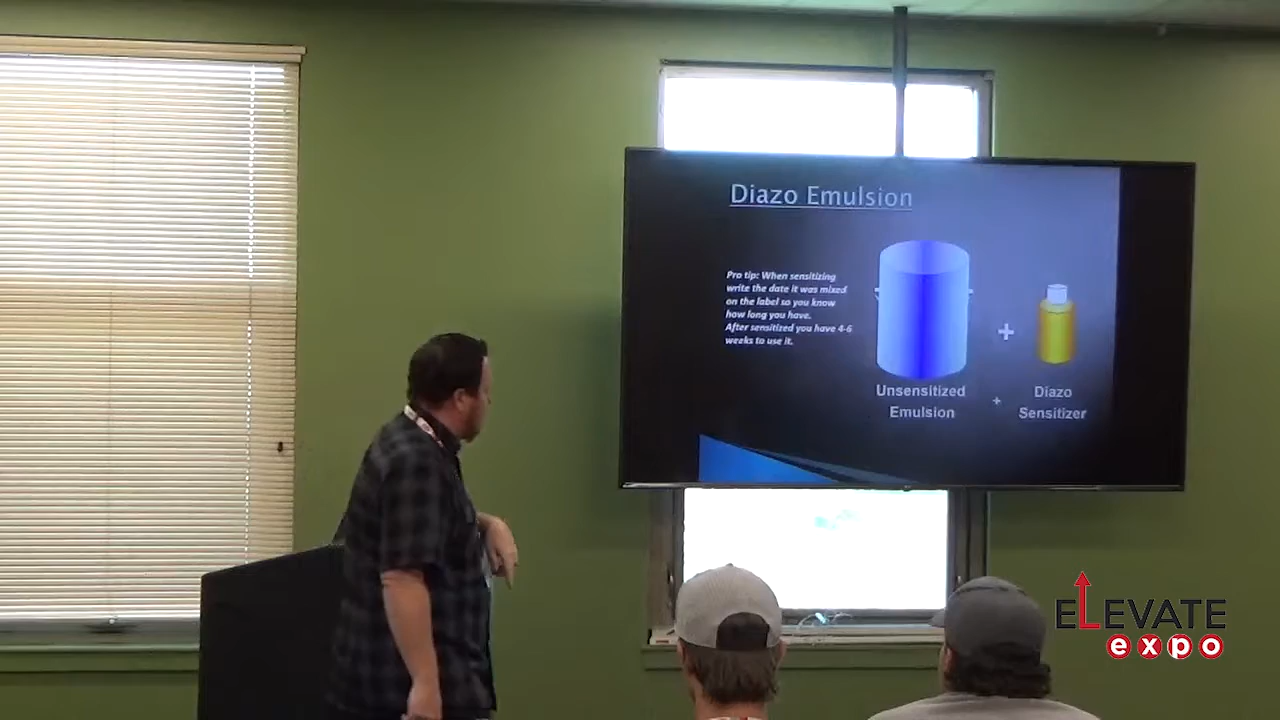 Diazo Emulsion
Pro tip: When sensitizing
write the date it was mixed
on the label so you know
how long you have.
After sensitized you have 4-6
weeks to use it.
+
Unsensitized
Emulsion
+
Diazo
Sensitizer
ELEVATE
expo